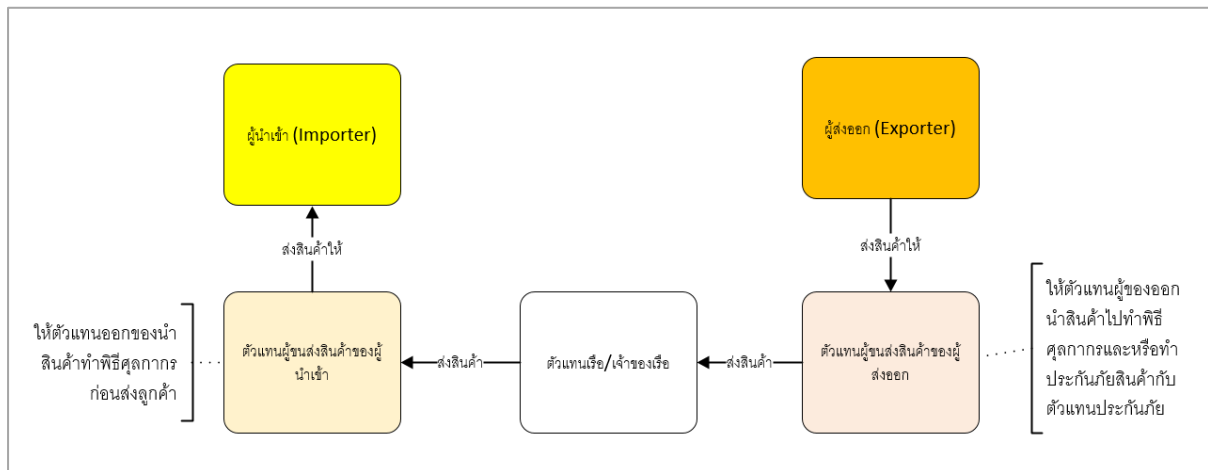 ผู้นำเข้า (Importer)
ผู้ส่งออก (Exporter)
ส่งสินค้าให้
ส่งสินค้าให้
ให้ตัวแทนออกของนำ
สินค้าทำพิธีศุลกากร
ก่อนส่งลูกค้า
ตัวแทนผู้ขนส่งสินค้าของผู้
นำเข้า
ส่งสินค้า
ตัวแทนเรือ/เจ้าของเรือ
ส่งสินค้า
ตัวแทนผู้ขนส่งสินค้าของผู้
ส่งออก
ให้ตัวแทนผู้ของออก
นำสินค้าไปทำพิธี
ศุลกากรและหรือทำ
ประกันภัยสินค้ากับ
ตัวแทนประกันภัย